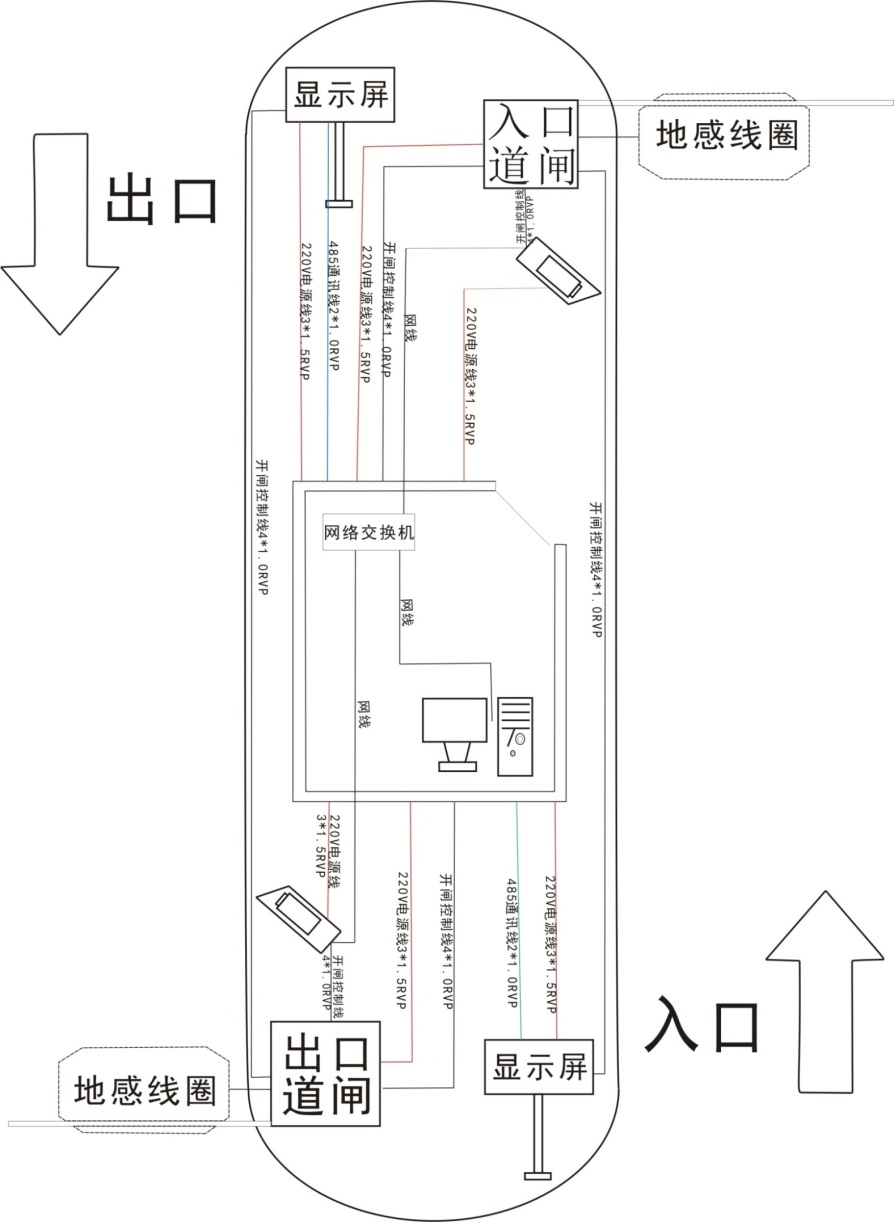 显示屏
入口
道闸
地感线圈
出口
开闸控制线
4*1.0RVP
220V电源线3*1.5RVP
485通讯线2*1.0RVP
220V电源线3*1.5RVP
开闸控制线4*1.0RVP
网线
220V电源线3*1.5RVP
开闸控制线4*1.0RVP
开闸控制线4*1.0RVP
网络交换机
网线
网线
220V电源线
3*1.5RVP
220V电源线3*1.5RVP
开闸控制线4*1.0RVP
485通讯线2*1.0RVP
220V电源线3*1.5RVP
开闸控制线
4*1.0RVP
入口
出口
道闸
显示屏
地感线圈